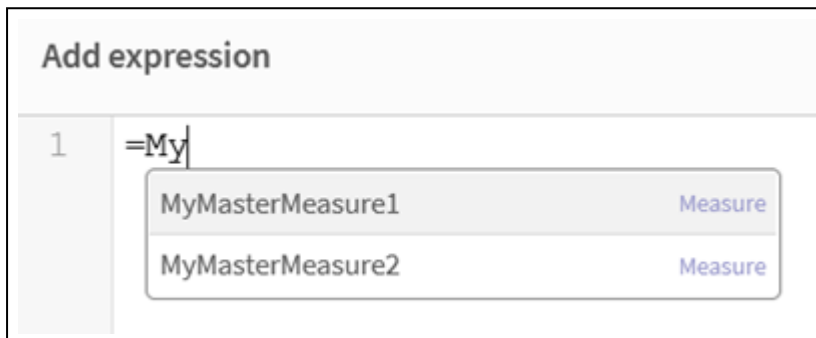 Add expression
1 =My
MyMasterMeasure1 Measure
MyMasterMeasure2 Measure